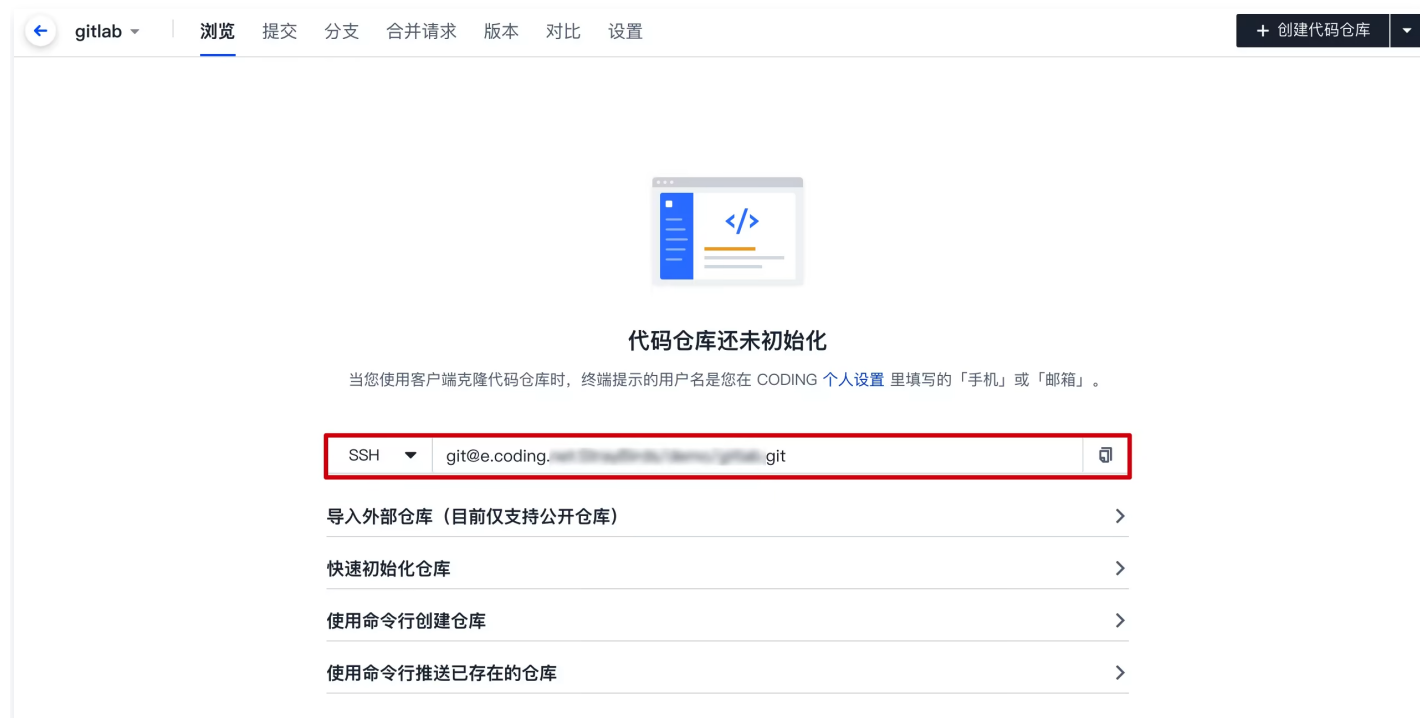 gitlab 浏览 提交 分支 合并请求 版本 对比 设置 + 创建代码仓库
</>
代码仓库还未初始化
当您使用客户端克隆代码仓库时，终端提示的用户名是您在 CODING 个人设置 里填写的「手机」或「邮箱」。
SSH git@e.coding. .git
导入外部仓库（目前仅支持公开仓库）
快速初始化仓库
使用命令行创建仓库
使用命令行推送已存在的仓库